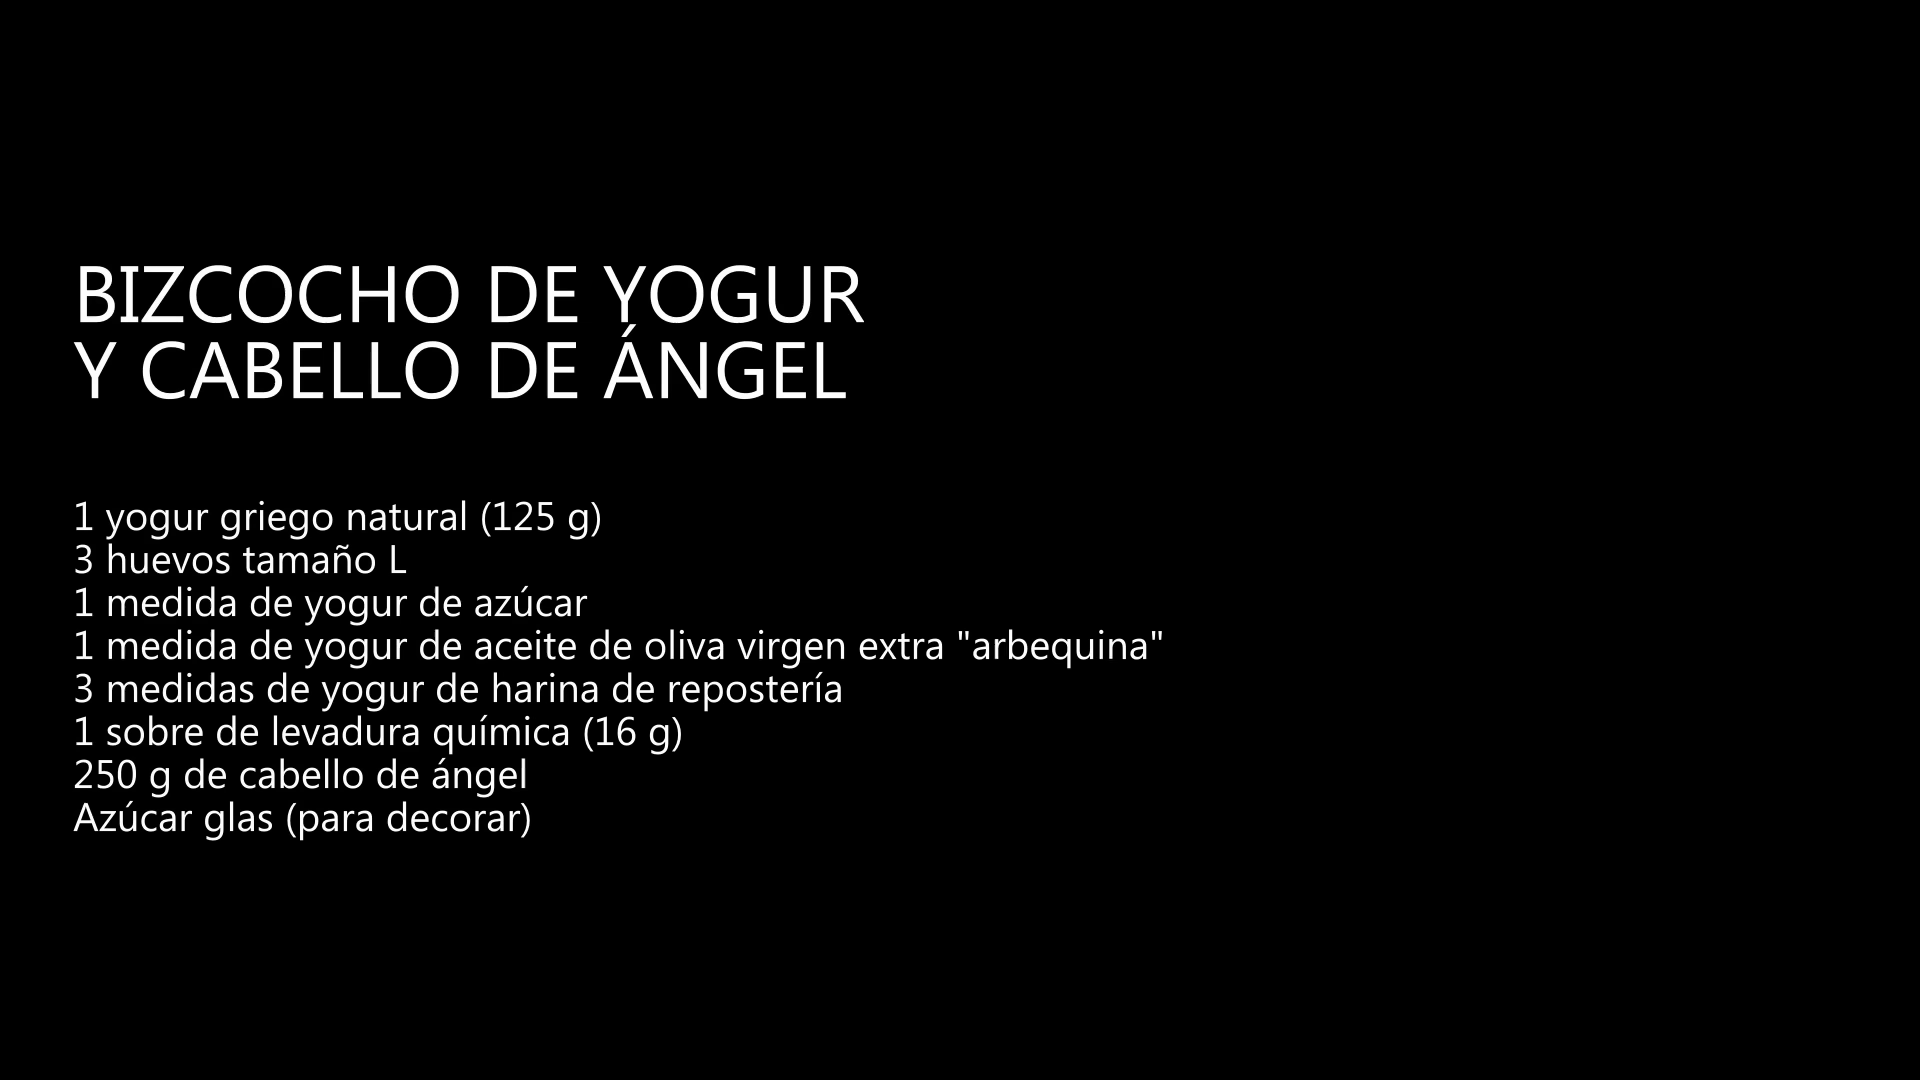 BIZCOCHO DE YOGUR
Y CABELLO DE ÁNGEL
1 yogur griego natural (125 g)
3 huevos tamaño L
1 medida de yogur de azúcar
1 medida de yogur de aceite de oliva virgen extra "arbequina"
3 medidas de yogur de harina de repostería
1 sobre de levadura química (16 g)
250 g de cabello de ángel
Azúcar glas (para decorar)